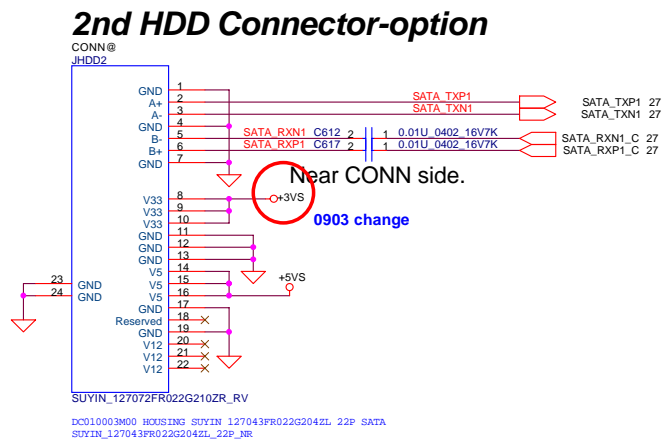 2nd HDD Connector-option
CONN@
JHDD2
GND 1
A+ 2 SATA_TXP1 SATA_TXP1 27
A- 3 SATA_TXN1 SATA_TXN1 27
GND 4
B- 5 SATA_RXN1 C612 2 1 0.01U_0402_16V7K SATA_RXN1_C 27
B+ 6 SATA_RXP1 C617 2 1 0.01U_0402_16V7K SATA_RXP1_C 27
GND 7
Near CONN side.
V33 8 +3VS
V33 9
V33 10
0903 change
GND 11
GND 12
GND 13
V5 14
V5 15 +5VS
V5 16
23 GND
24 GND
GND 17
Reserved 18
GND 19
V12 20
V12 21
V12 22
SUYIN_127072FR022G210ZR_RV
DC010003M00 HOUSING SUYIN 127043FR022G204ZL 22P SATA
SUYIN_127043FR022G204ZL_22P_NR